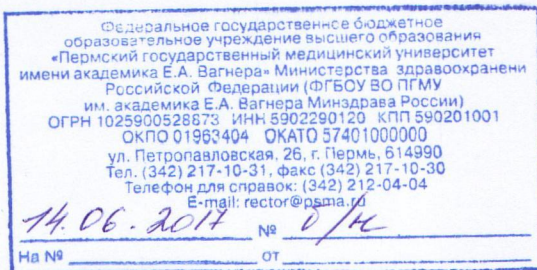 Федеральное государственное бюджетное
образовательное учреждение высшего образования
«Пермский государственный медицинский университет
имени академика Е.А. Вагнера» Министерства здравоохранени
Российской Федерации (ФГБОУ ВО ПГМУ
им. академика Е.А. Вагнера Минздрава России)
ОГРН 1025900528873 ИНН 5902290120 КПП 590201001
ОКПО 01963404 ОКАТО 57401000000
ул. Петропавловская, 26, г. Пермь, 614990
Тел. (342) 217-10-31, факс (342) 217-10-30
Телефон для справок: (342) 212-04-04
E-mail: rector@psma.ru
14.06.2017 № б/н
На № от